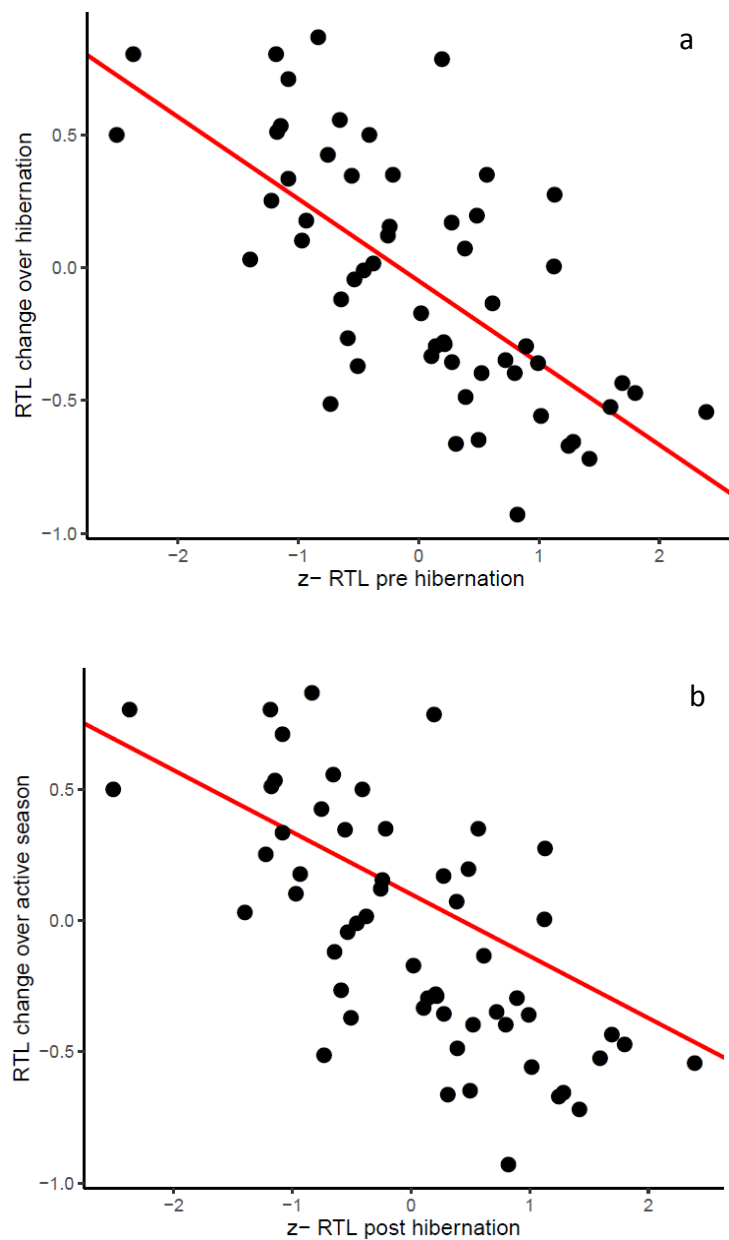 a
RTL change over hibernation
0.5
0.0
−0.5
−1.0
−2 −1 0 1 2
z− RTL pre hibernation
b
RTL change over active season
0.5
0.0
−0.5
−1.0
−2 −1 0 1 2
z− RTL post hibernation